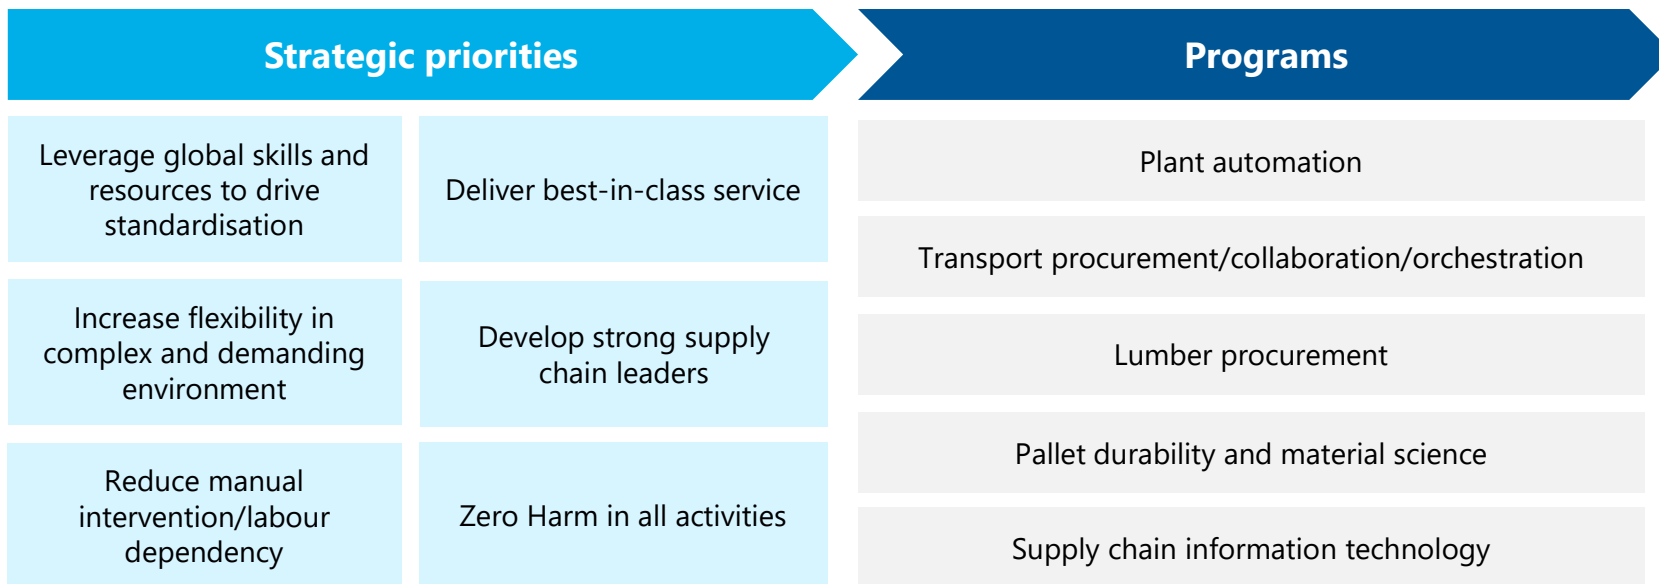 Strategic priorities
Programs
Leverage global skills and
resources to drive
standardisation
Deliver best-in-class service
Increase flexibility in
complex and demanding
environment
Develop strong supply
chain leaders
Reduce manual
intervention/labour
dependency
Zero Harm in all activities
Plant automation
Transport procurement/collaboration/orchestration
Lumber procurement
Pallet durability and material science
Supply chain information technology